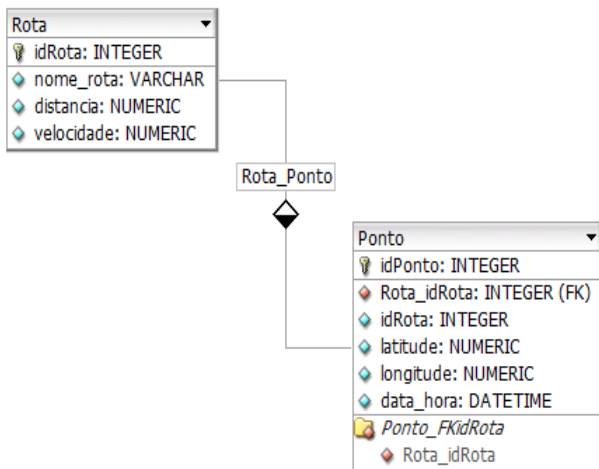 Rota
idRota: INTEGER
nome_rota: VARCHAR
distancia: NUMERIC
velocidade: NUMERIC
Rota_Ponto
Ponto
idPonto: INTEGER
Rota_idRota: INTEGER (FK)
idRota: INTEGER
latitude: NUMERIC
longitude: NUMERIC
data_hora: DATETIME
Ponto_FKidRota
Rota_idRota